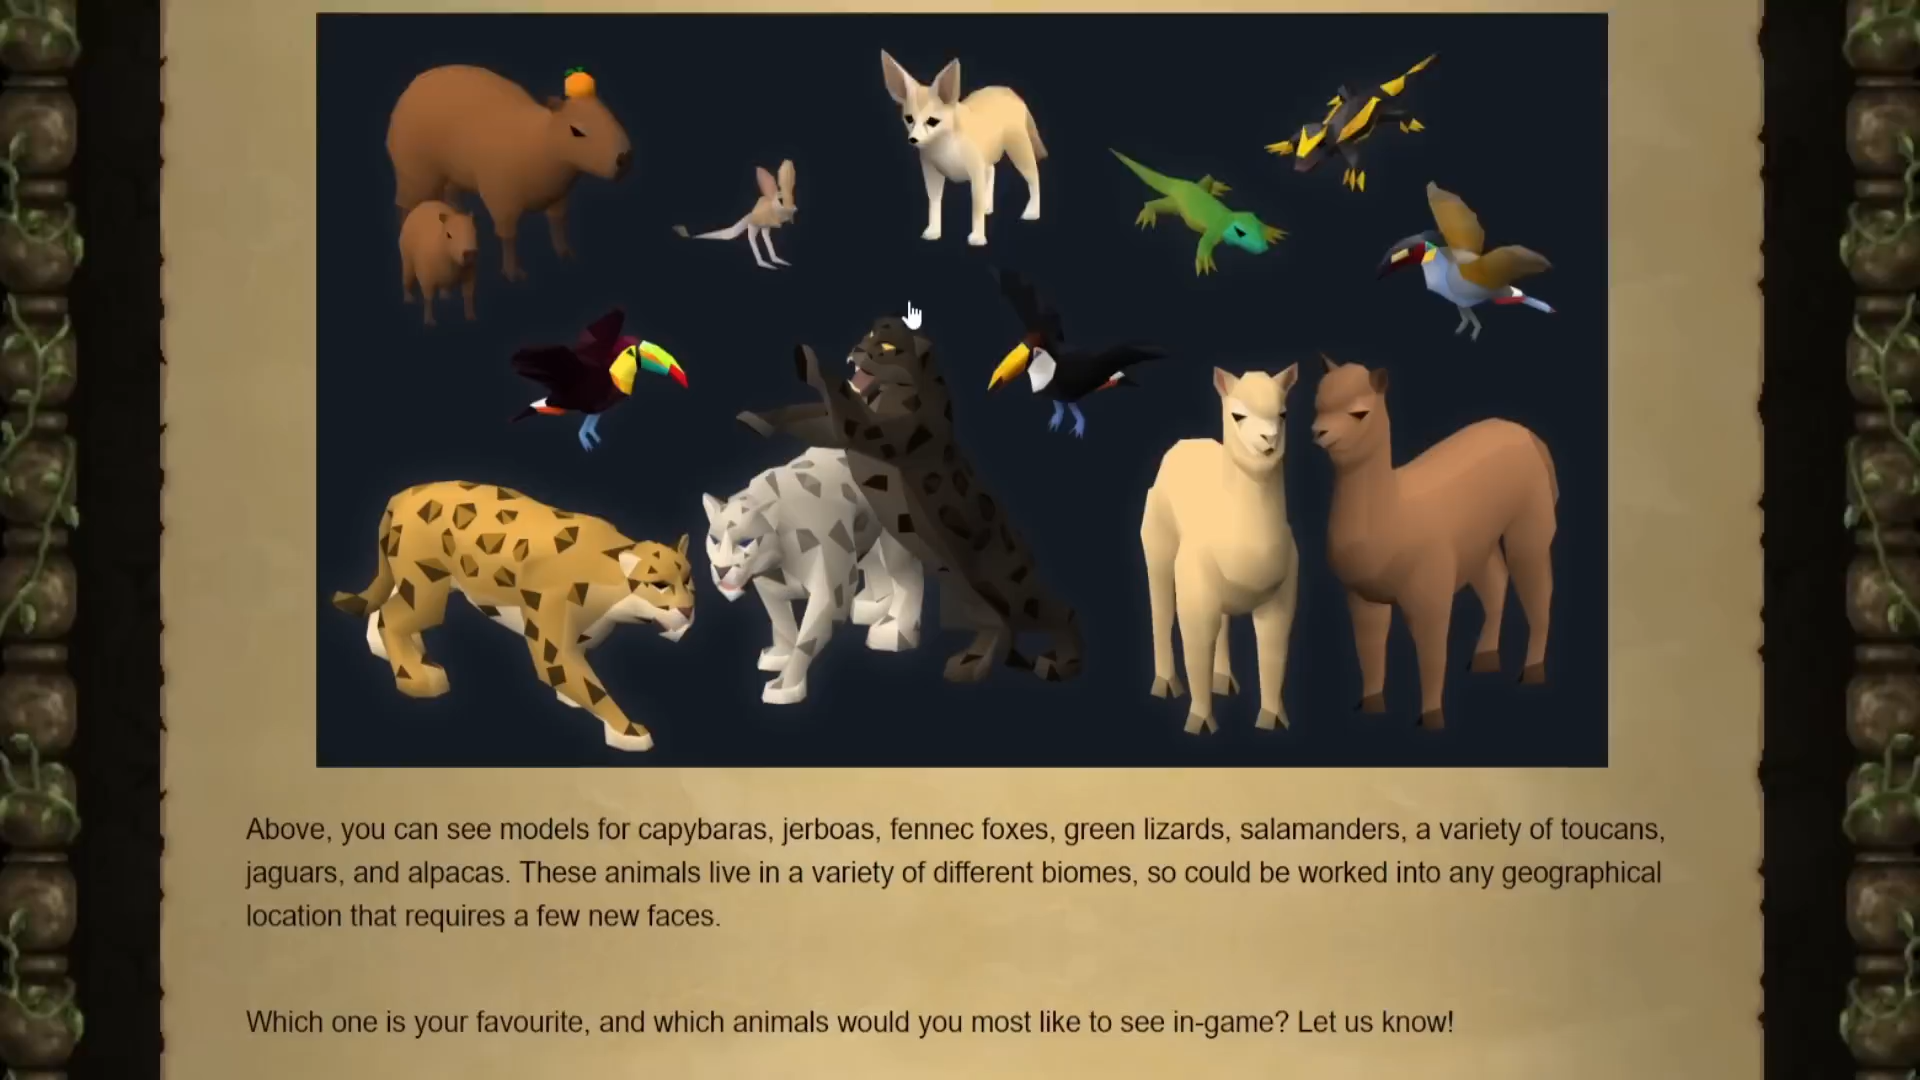 Above, you can see models for capybaras, jerboas, fennec foxes, green lizards, salamanders, a variety of toucans,
jaguars, and alpacas. These animals live in a variety of different biomes, so could be worked into any geographical
location that requires a few new faces.
Which one is your favourite, and which animals would you most like to see in-game? Let us know!